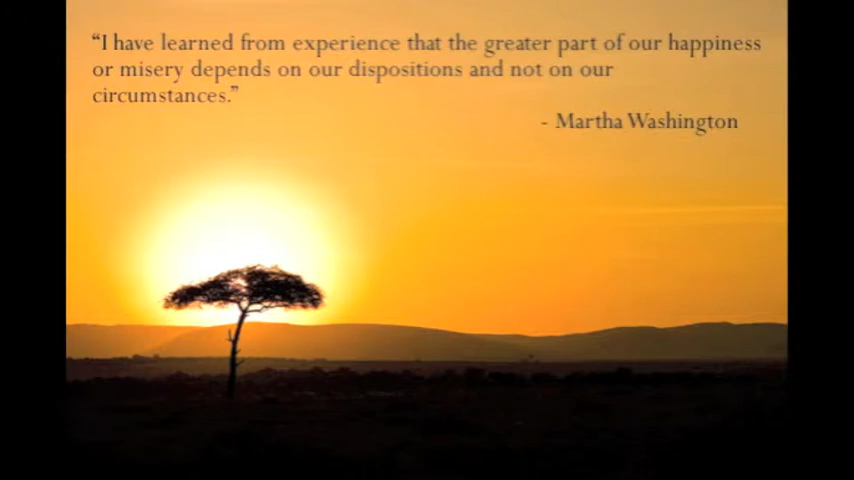 “I have learned from experience that the greater part of our happiness
or misery depends on our dispositions and not on our
circumstances.”
- Martha Washington